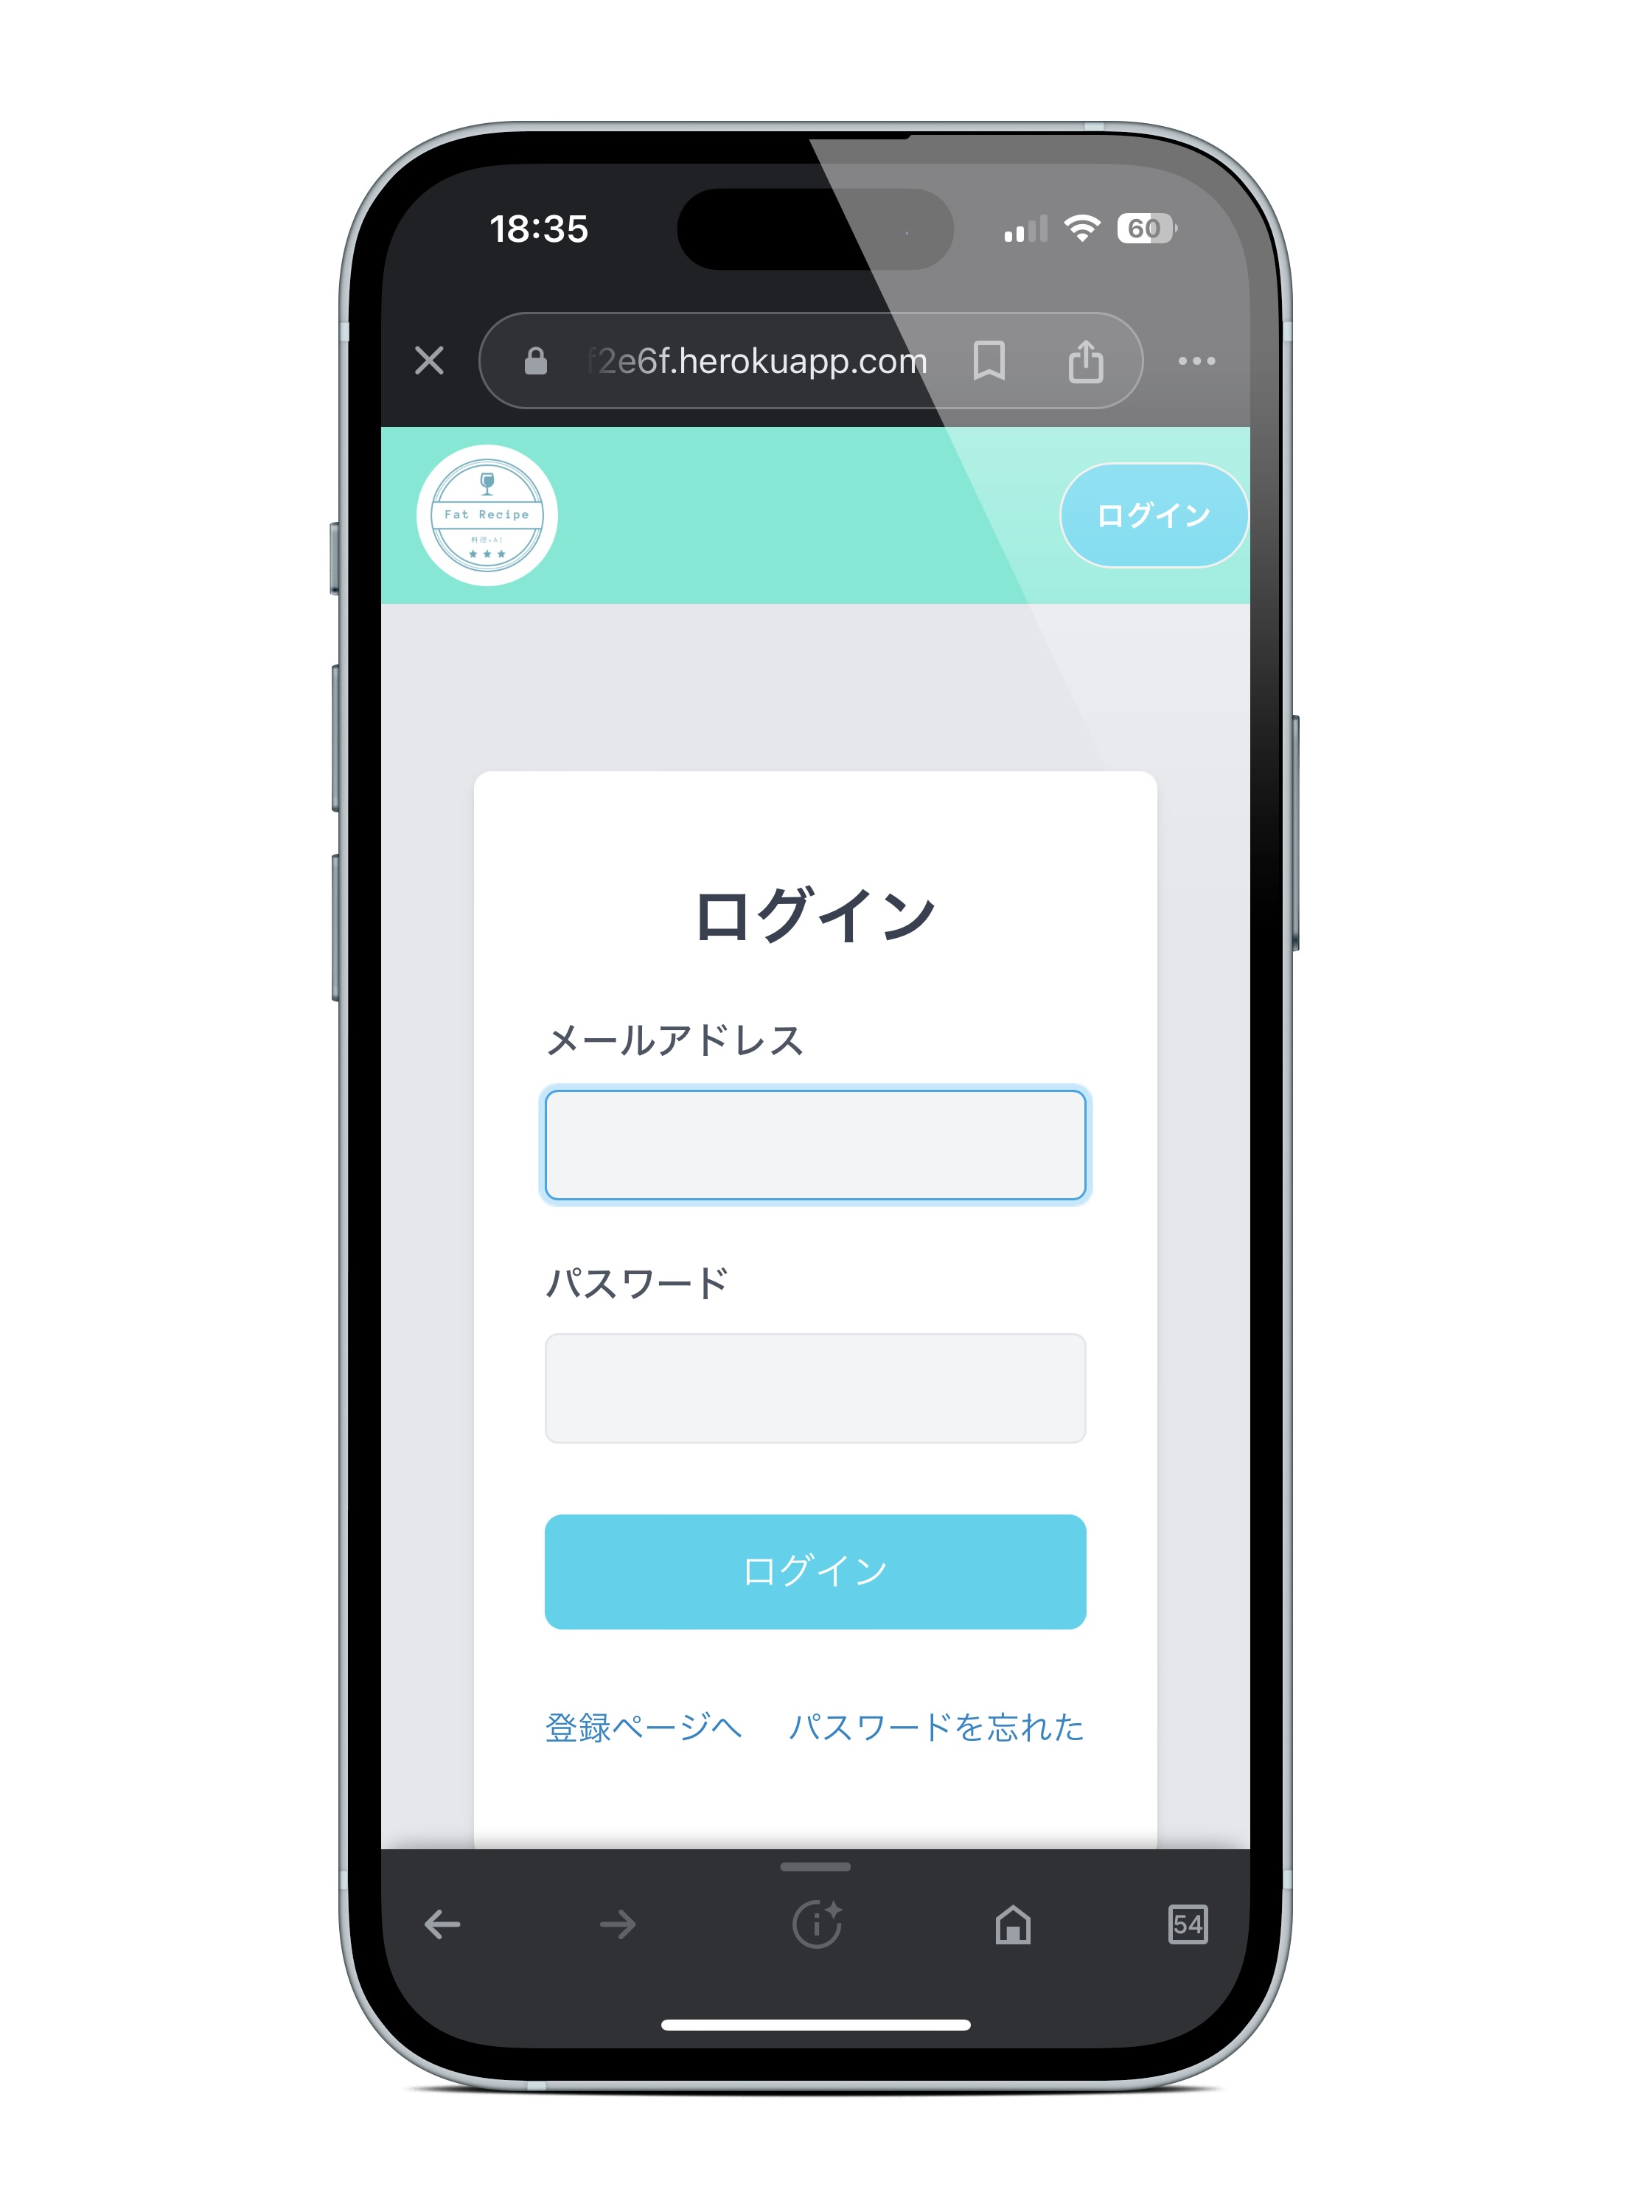 18:35
60
f2e6f.herokuapp.com
Fat Recipe
料理×AI
ログイン
ログイン
メールアドレス
パスワード
ログイン
登録ページへ パスワードを忘れた
54